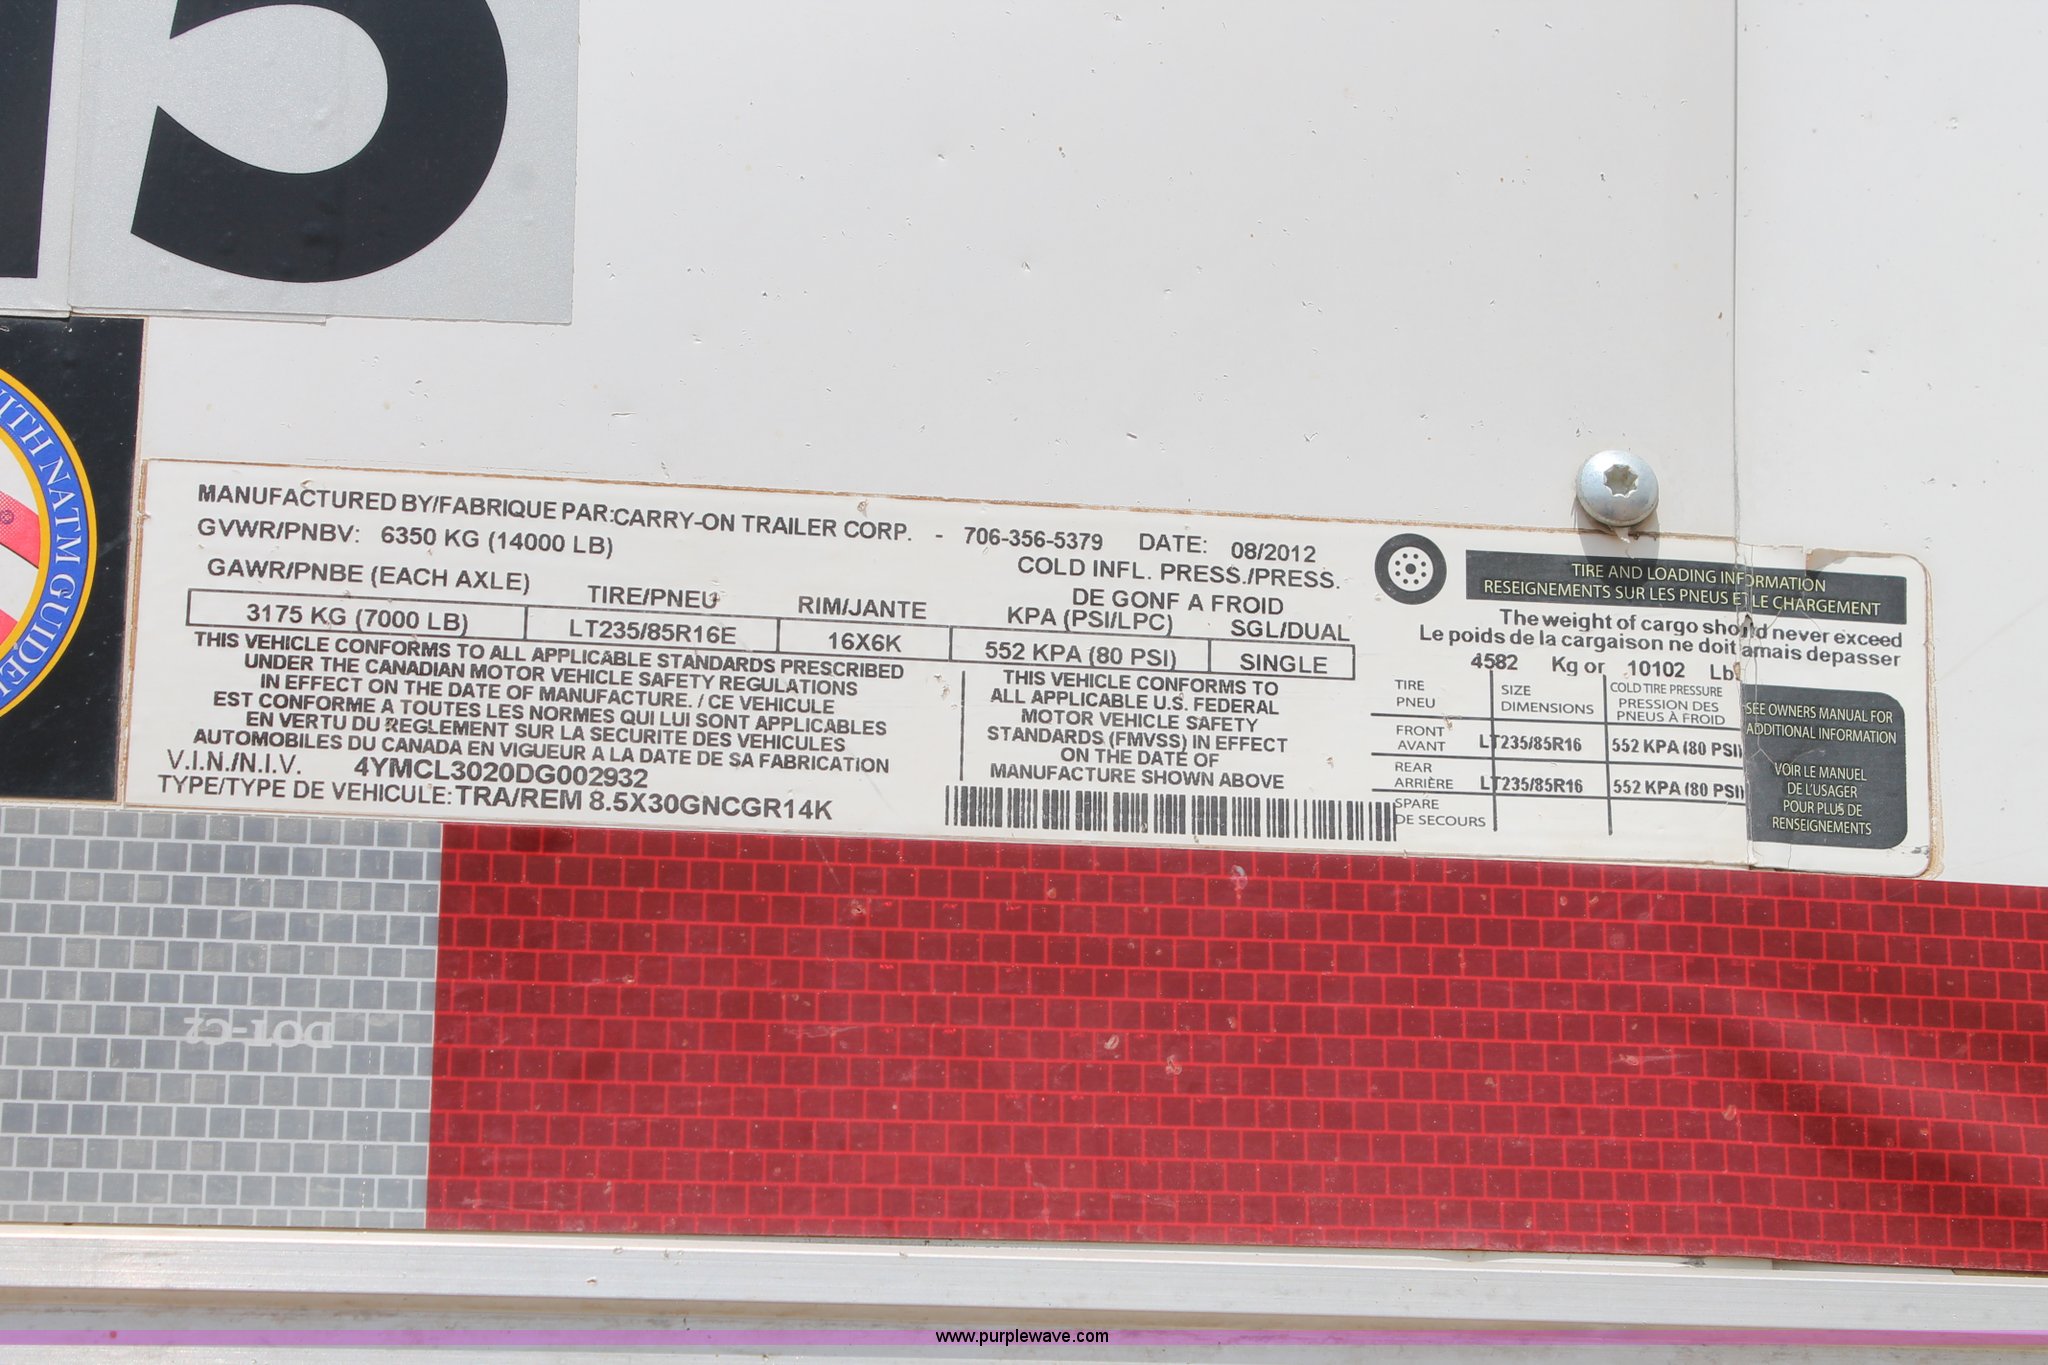 5
ITH NATM GUIDEL
MANUFACTURED BY/FABRIQUE PAR:CARRY-ON TRAILER CORP. - 706-356-5379 DATE: 08/2012
GVWR/PNBV: 6350 KG (14000 LB)
GAWR/PNBE (EACH AXLE) TIRE/PNEU RIM/JANTE COLD INFL. PRESS./PRESS.
DE GONF A FROID
KPA (PSI/LPC) SGL/DUAL
3175 KG (7000 LB) LT235/85R16E 16X6K 552 KPA (80 PSI) SINGLE
THIS VEHICLE CONFORMS TO ALL APPLICABLE STANDARDS PRESCRIBED
UNDER THE CANADIAN MOTOR VEHICLE SAFETY REGULATIONS
IN EFFECT ON THE DATE OF MANUFACTURE. / CE VEHICULE
EST CONFORME A TOUTES LES NORMES QUI LUI SONT APPLICABLES
EN VERTU DU REGLEMENT SUR LA SECURITE DES VEHICULES
AUTOMOBILES DU CANADA EN VIGUEUR A LA DATE DE SA FABRICATION
V.I.N./N.I.V. 4YMCL3020DG002932
TYPE/TYPE DE VEHICULE: TRA/REM 8.5X30GNCGR14K
THIS VEHICLE CONFORMS TO
ALL APPLICABLE U.S. FEDERAL
MOTOR VEHICLE SAFETY
STANDARDS (FMVSS) IN EFFECT
ON THE DATE OF
MANUFACTURE SHOWN ABOVE
TIRE AND LOADING INFORMATION
RESEIGNEMENTS SUR LES PNEUS ET LE CHARGEMENT
The weight of cargo should never exceed
Le poids de la cargaison ne doit amais depasser
4582 Kg or 10102 Lb
TIRE
PNEU
SIZE
DIMENSIONS
COLD TIRE PRESSURE
PRESSION DES
PNEUS À FROID
FRONT
AVANT
LT235/85R16 552 KPA (80 PSI)
REAR
ARRIÈRE
LT235/85R16 552 KPA (80 PSI)
SPARE
DE SECOURS
SEE OWNERS MANUAL FOR
ADDITIONAL INFORMATION
VOIR LE MANUEL
DE L'USAGER
POUR PLUS DE
RENSEIGNEMENTS
DOT-C2
www.purplewave.com